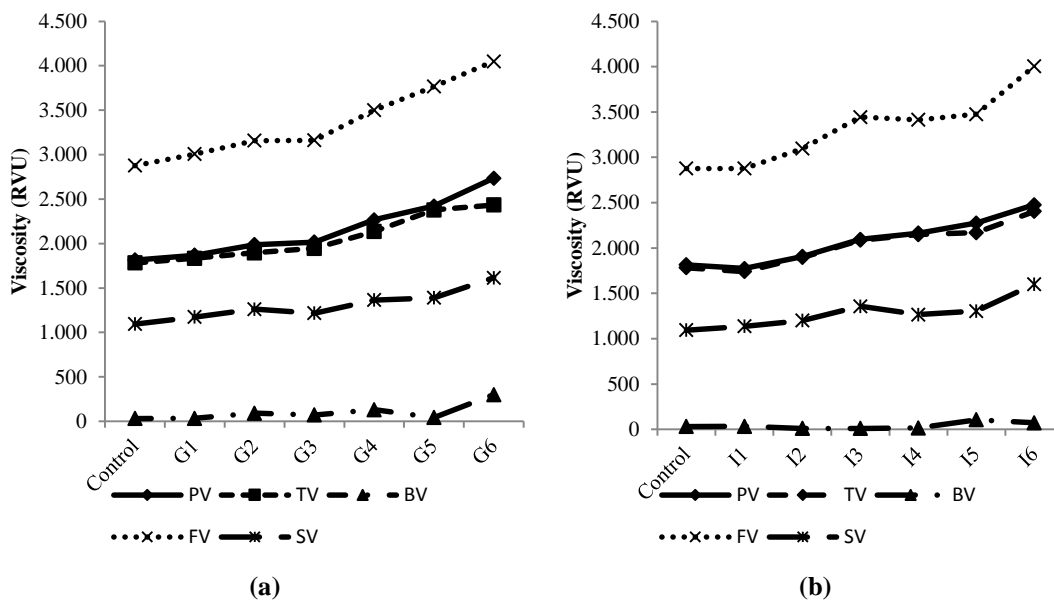 4.500
4.000
3.500
3.000
2.500
2.000
1.500
1.000
500
0
Viscosity (RVU)
Control
G1
G2
G3
G4
G5
G6
PV TV BV
FV SV
(a)
4.500
4.000
3.500
3.000
2.500
2.000
1.500
1.000
500
0
Viscosity (RVU)
Control
I1
I2
I3
I4
I5
I6
PV TV BV
FV SV
(b)